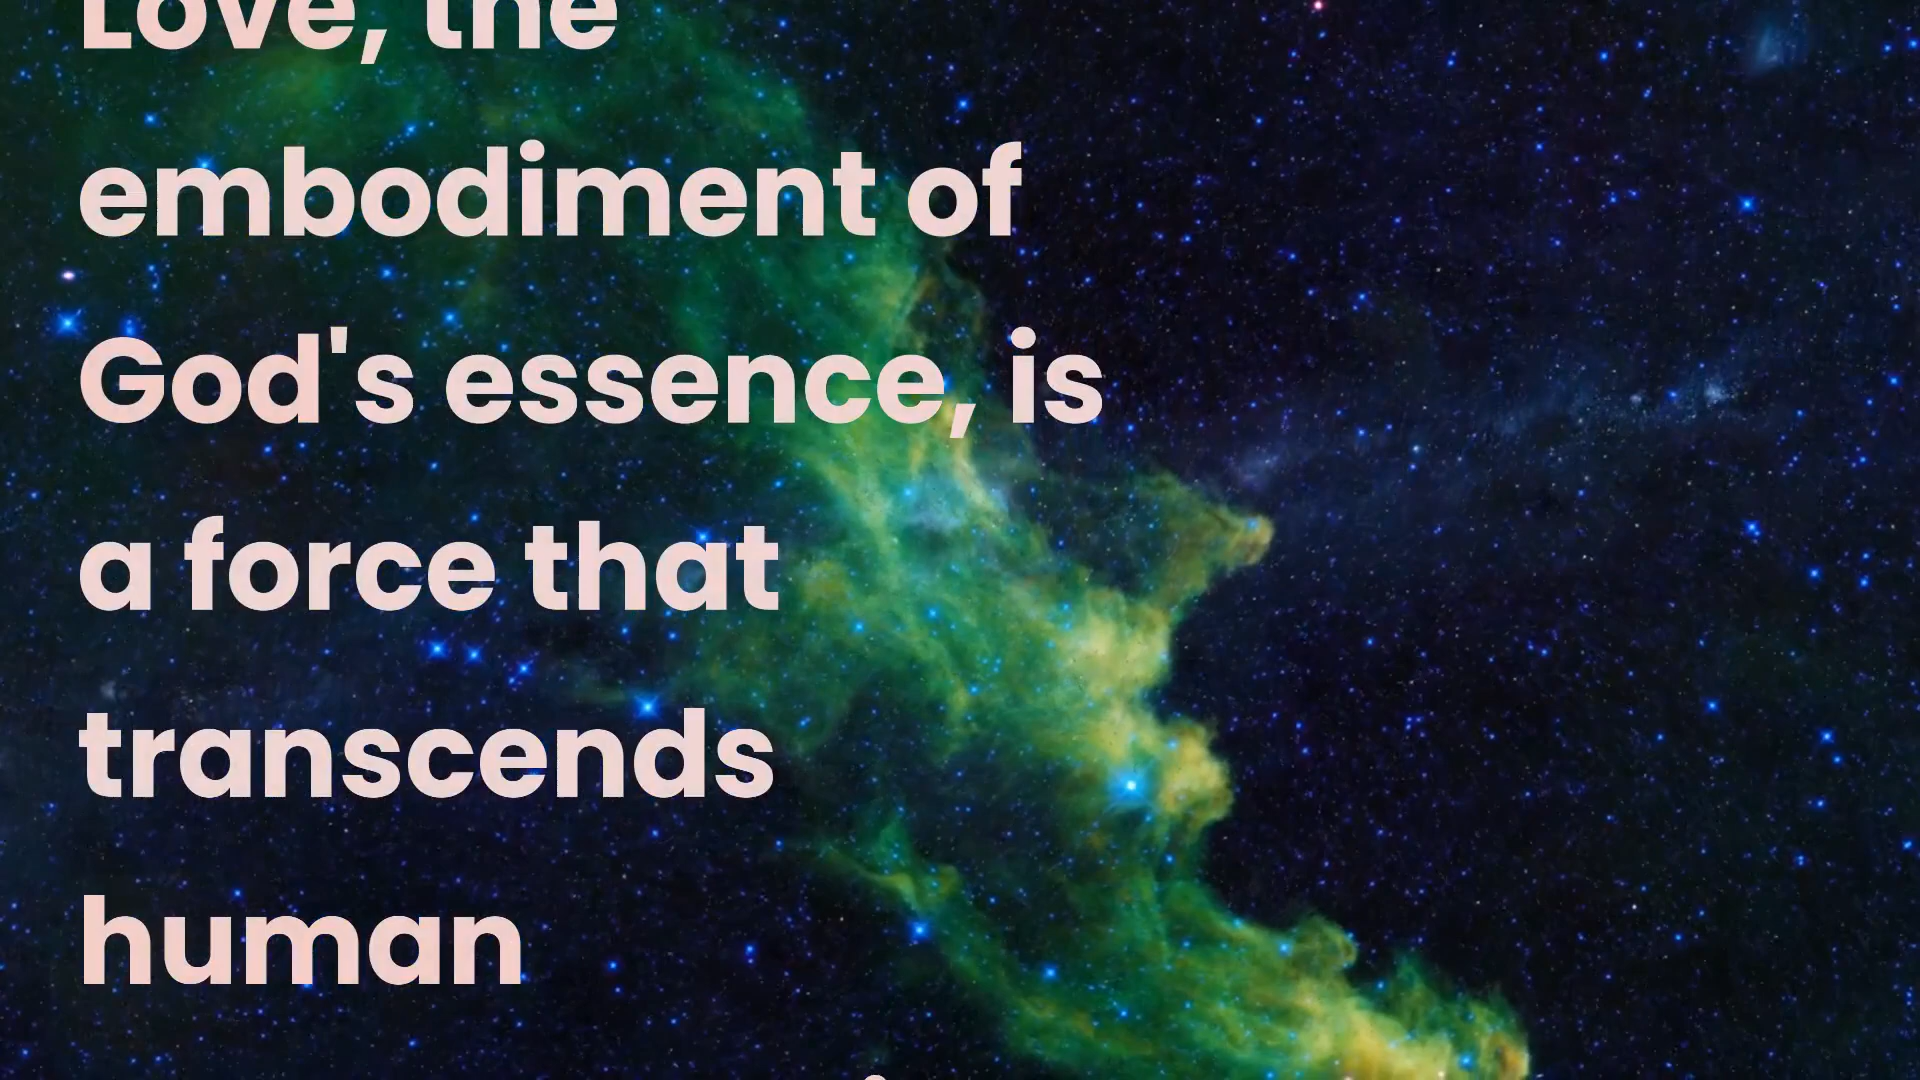 Love, the
embodiment of
God's essence, is
a force that
transcends
human